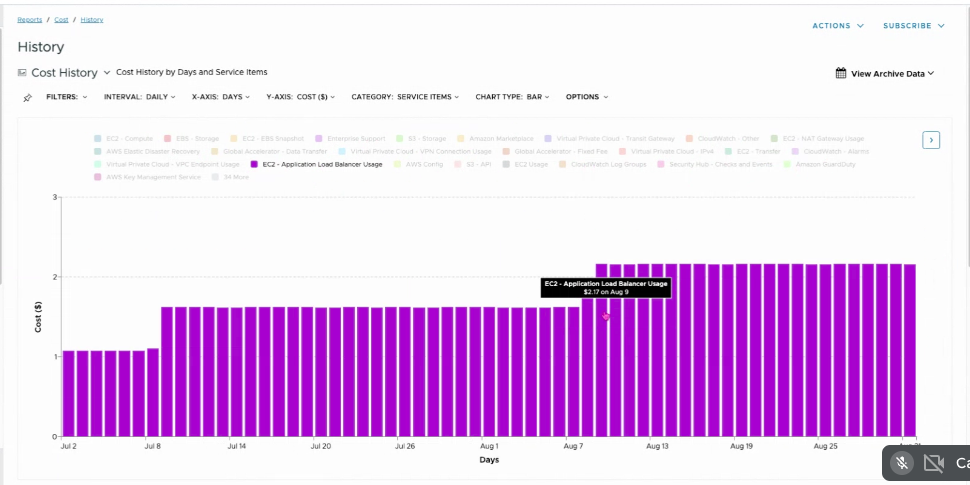 Reports / Cost / History
ACTIONS SUBSCRIBE
History
Cost History Cost History by Days and Service Items
View Archive Data
FILTERS: INTERVAL: DAILY X-AXIS: DAYS Y-AXIS: COST ($) CATEGORY: SERVICE ITEMS CHART TYPE: BAR OPTIONS
EC2 - Compute EBS - Storage EC2 - EBS Snapshot Enterprise Support S3 - Storage Amazon Marketplace Virtual Private Cloud - Transit Gateway CloudWatch - Other EC2 - NAT Gateway Usage
AWS Elastic Disaster Recovery Global Accelerator - Data Transfer Virtual Private Cloud - VPN Connection Usage Global Accelerator - Fixed Fee Virtual Private Cloud - IPv4 EC2 - Transfer CloudWatch - Alarms
Virtual Private Cloud - VPC Endpoint Usage EC2 - Application Load Balancer Usage AWS Config S3 - API EC2 Usage CloudWatch Log Groups Security Hub - Checks and Events Amazon GuardDuty
AWS Key Management Service 34 More
3
2
EC2 - Application Load Balancer Usage
$2.17 on Aug 9
Cost ($)
1
0
Jul 2 Jul 8 Jul 14 Jul 20 Jul 26 Aug 1 Aug 7 Aug 13 Aug 19 Aug 25
Days